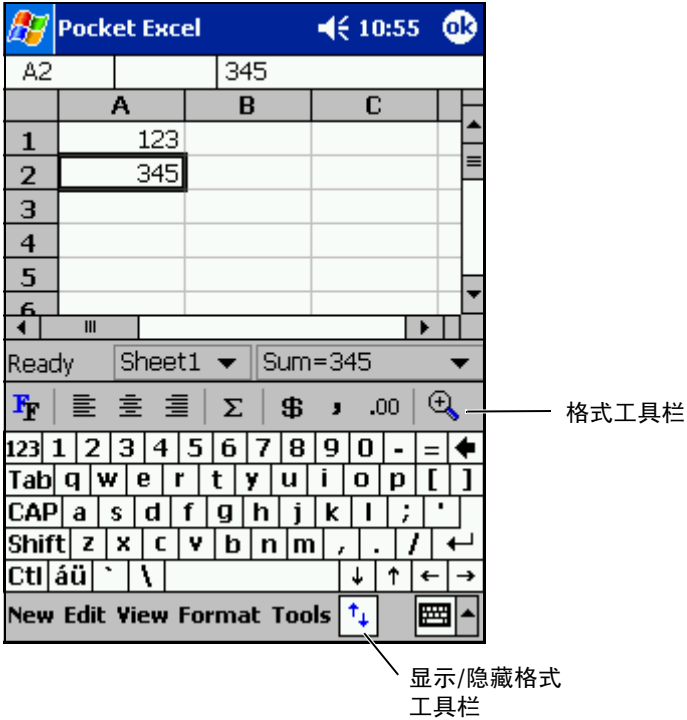 Pocket Excel 10:55 ok
A2 345
A B C
1 123
2 345
3
4
5
6
Ready Sheet1 Sum=345
FF Σ $ , .00
格式工具栏
123 1 2 3 4 5 6 7 8 9 0 - =
Tab q w e r t y u i o p [ ]
CAP a s d f g h j k l ; '
Shift z x c v b n m , . /
Ctl áü ` \ ↓ ↑ ← →
New Edit View Format Tools
显示/隐藏格式
工具栏